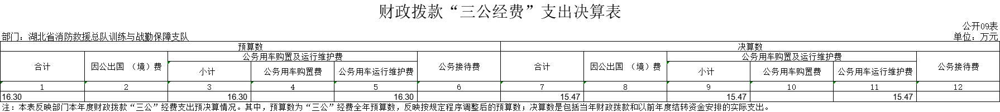 财政拨款“三公经费”支出决算表
公开09表
部门：湖北省消防救援总队训练与战勤保障支队 单位：万元
预算数 决算数
合计 因公出国 （境）费 公务用车购置及运行维护费 公务接待费 合计 因公出国 （境）费 公务用车购置及运行维护费 公务接待费
小计 公务用车购置费 公务用车运行维护费 小计 公务用车购置费 公务用车运行维护费
1 2 3 4 5 6 7 8 9 10 11 12
16.30 16.30 16.30 15.47 15.47 15.47
注：本表反映部门本年度财政拨款“三公”经费支出预决算情况。其中，预算数为“三公”经费全年预算数，反映按规定程序调整后的预算数；决算数是包括当年财政拨款和以前年度结转资金安排的实际支出。